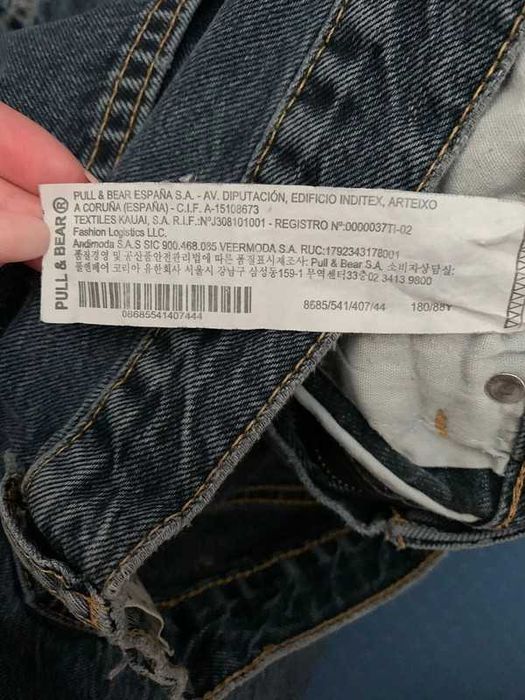 PULL & BEAR®
PULL & BEAR ESPAÑA S.A. - AV. DIPUTACIÓN, EDIFICIO INDITEX, ARTEIXO
A CORUÑA (ESPAÑA) - C.I.F. A-15108673
TEXTILES KAUAI, S.A. R.I.F.:NºJ308101001 - REGISTRO Nº:0000037TI-02
Fashion Logistics LLC.
Andimoda S.A.S SIC 900.468.085 VEERMODA S.A. RUC:1792343178001
품질경영 및 공산품안전관리법에 따른 품질표시제조사: Pull & Bear S.A. 소비자상담실:
풀앤베어 코리아 유한회사 서울시 강남구 삼성동159-1 무역센터33층02.3413.9800
08685541407444
8685/541/407/44
180/88Y